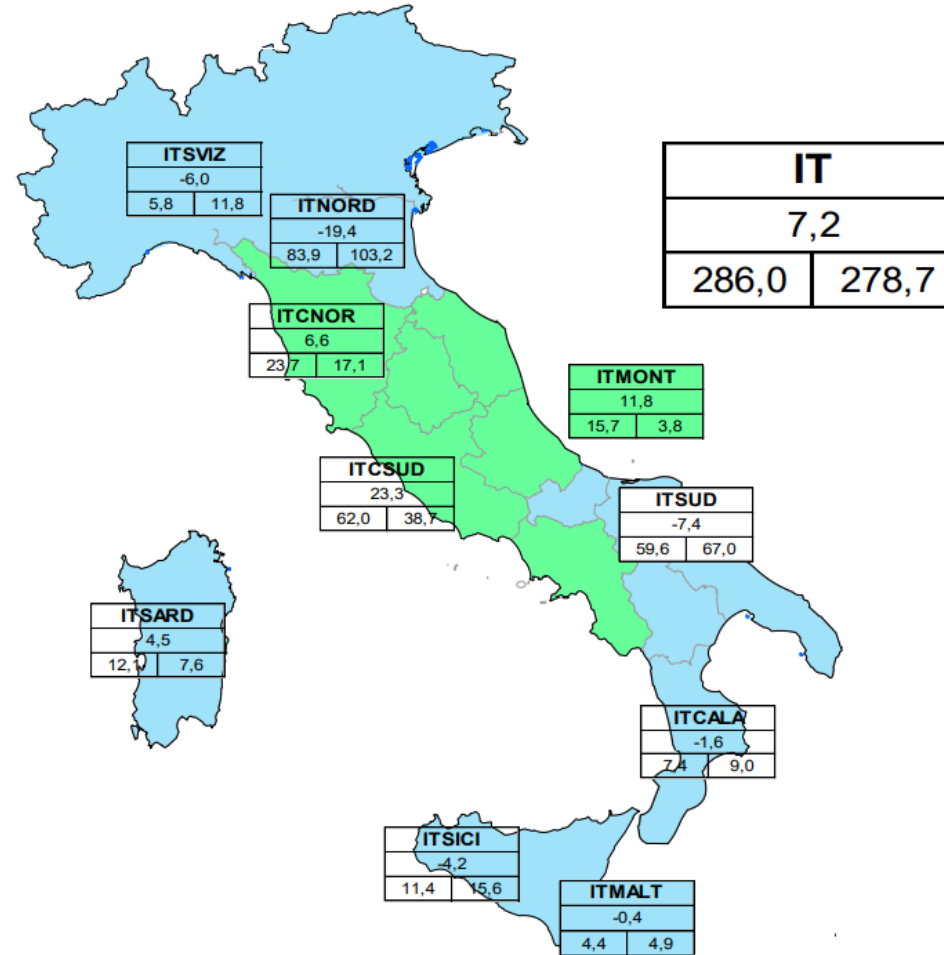 ITSVIZ
-6,0
5,8 11,8
ITNORD
-19,4
83,9 103,2
IT
7,2
286,0 278,7
ITCNOR
6,6
23,7 17,1
ITMONT
11,8
15,7 3,8
ITCSUD
23,3
62,0 38,7
ITSUD
-7,4
59,6 67,0
ITSARD
4,5
12,1 7,6
ITCALA
-1,6
7,4 9,0
ITSICI
-4,2
11,4 15,6
ITMALT
-0,4
4,4 4,9